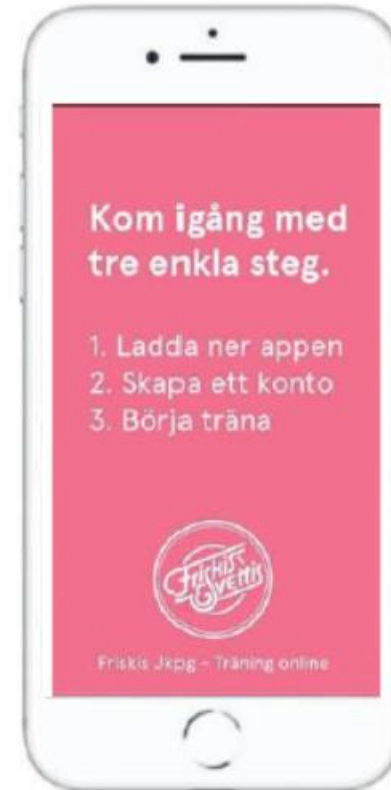 Kom igång med
tre enkla steg.
1. Ladda ner appen
2. Skapa ett konto
3. Börja träna
Friskis
Svettis
Friskis Jkpg - Träning online